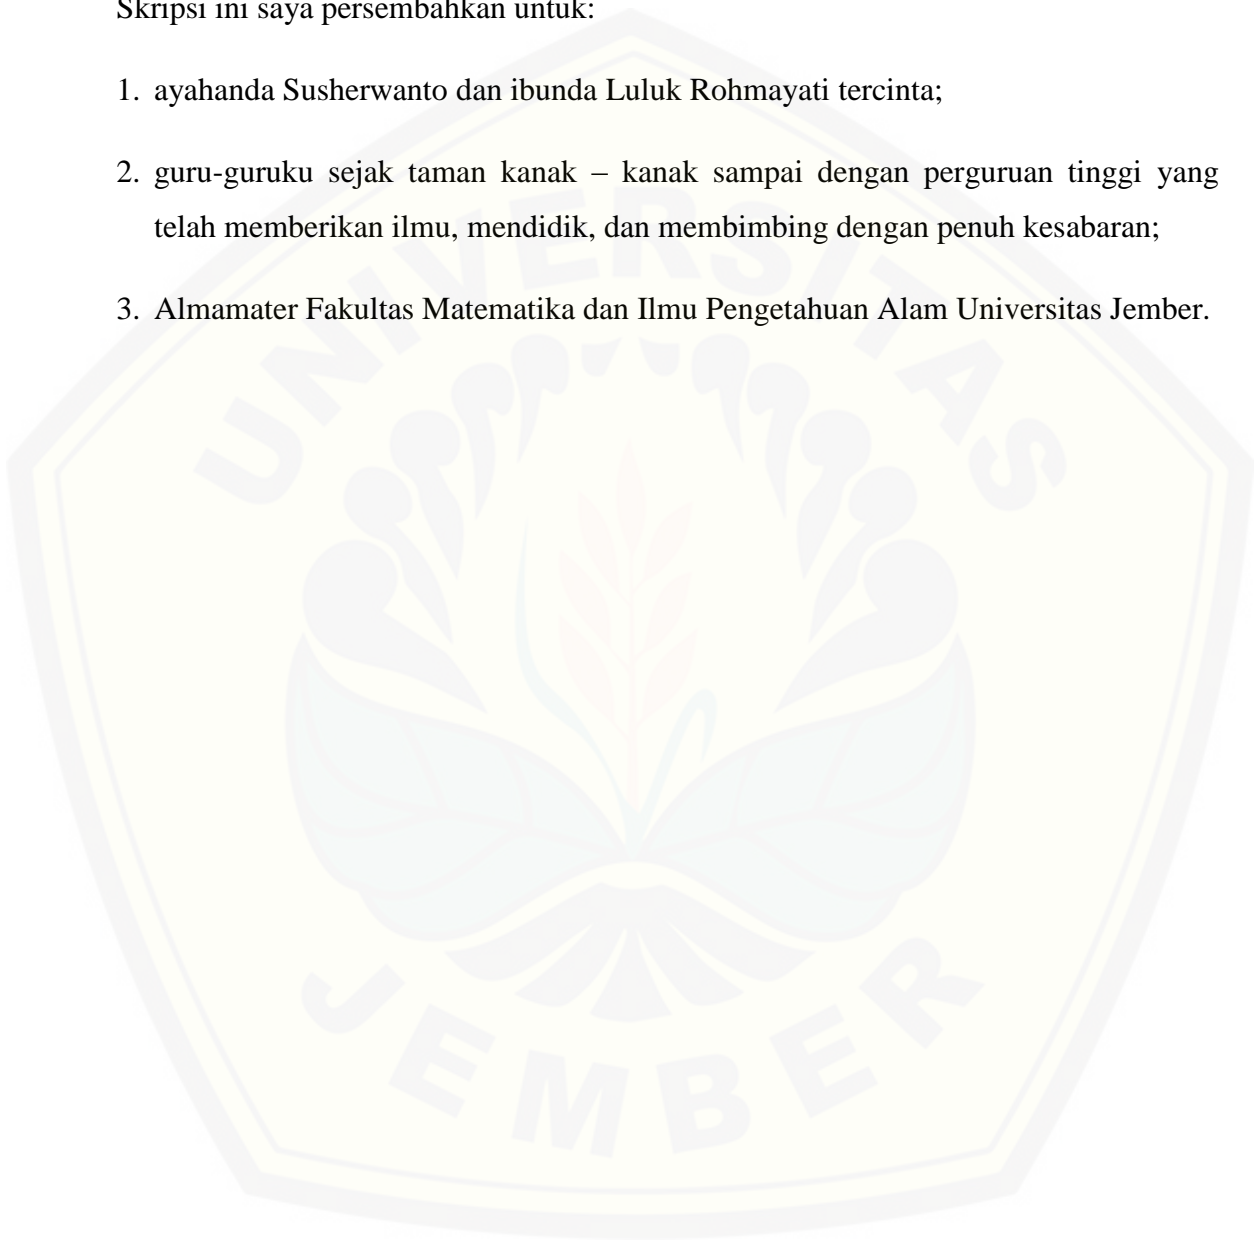 Skripsi ini saya persembahkan untuk:
1. ayahanda Susherwanto dan ibunda Luluk Rohmayati tercinta;
2. guru-guruku sejak taman kanak – kanak sampai dengan perguruan tinggi yang
telah memberikan ilmu, mendidik, dan membimbing dengan penuh kesabaran;
3. Almamater Fakultas Matematika dan Ilmu Pengetahuan Alam Universitas Jember.
UNIVERSITAS
JEMBER